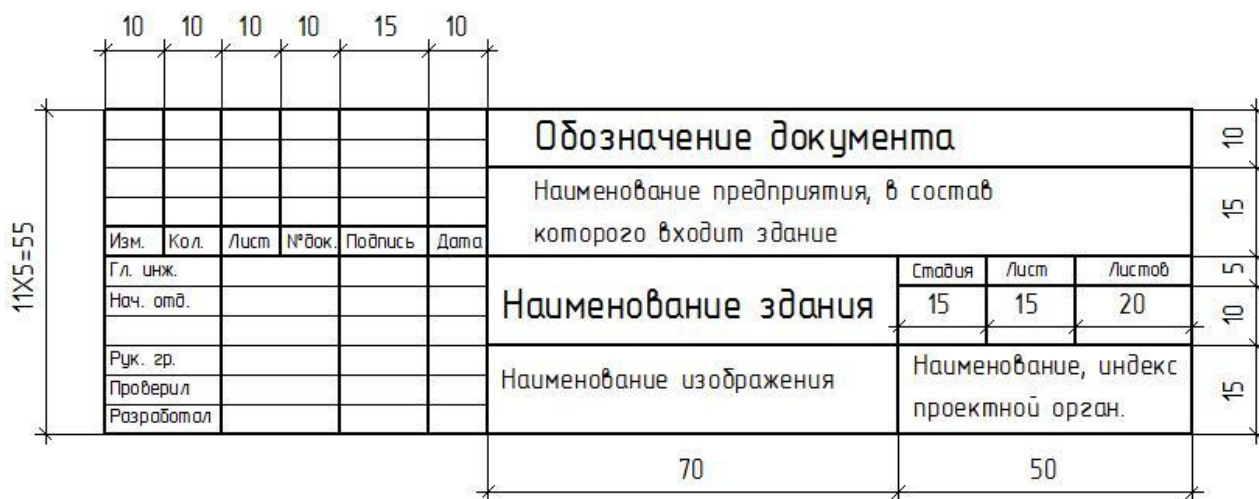 10 10 10 10 15 10
Обозначение документа
10
Наименование предприятия, в состав
которого входит здание
15
11X5=55
Изм. Кол. Лист №док. Подпись Дата
Гл. инж.
Нач. отд.
Наименование здания
Стадия Лист Листов
5
15 15 20
10
Рук. гр.
Проверил
Разработал
Наименование изображения
Наименование, индекс
проектной орган.
15
70 50